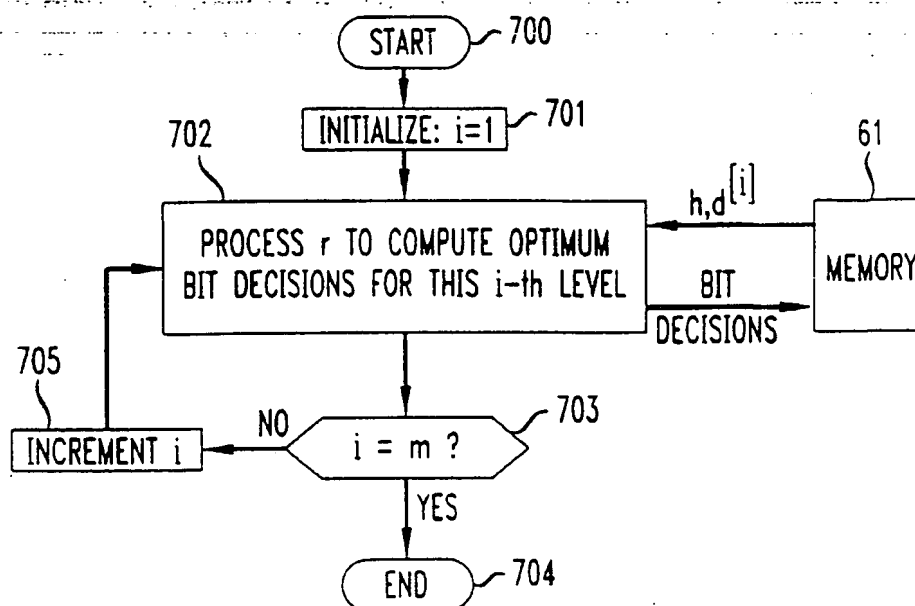 START
700
INITIALIZE: i=1
701
702
61
PROCESS r TO COMPUTE OPTIMUM
BIT DECISIONS FOR THIS i-th LEVEL
h,d[i]
MEMORY
BIT
DECISIONS
705
INCREMENT i
NO
i = m ?
703
YES
END
704